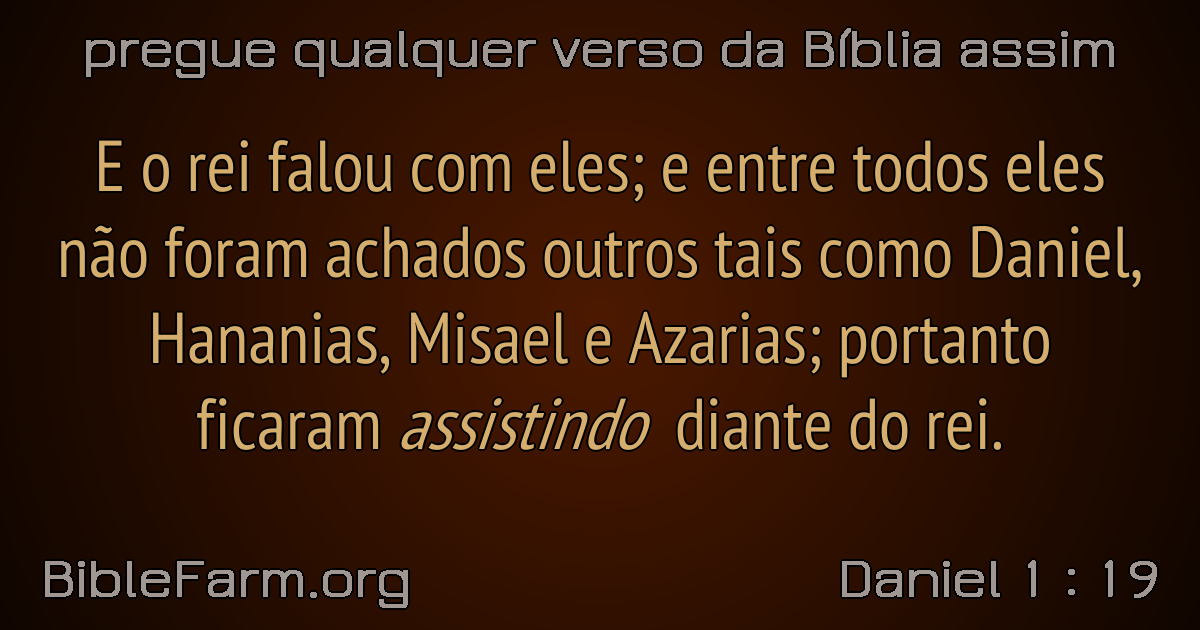 pregue qualquer verso da Bíblia assim
E o rei falou com eles; e entre todos eles
não foram achados outros tais como Daniel,
Hananias, Misael e Azarias; portanto
ficaram assistindo diante do rei.
BibleFarm.org
Daniel 1 : 19